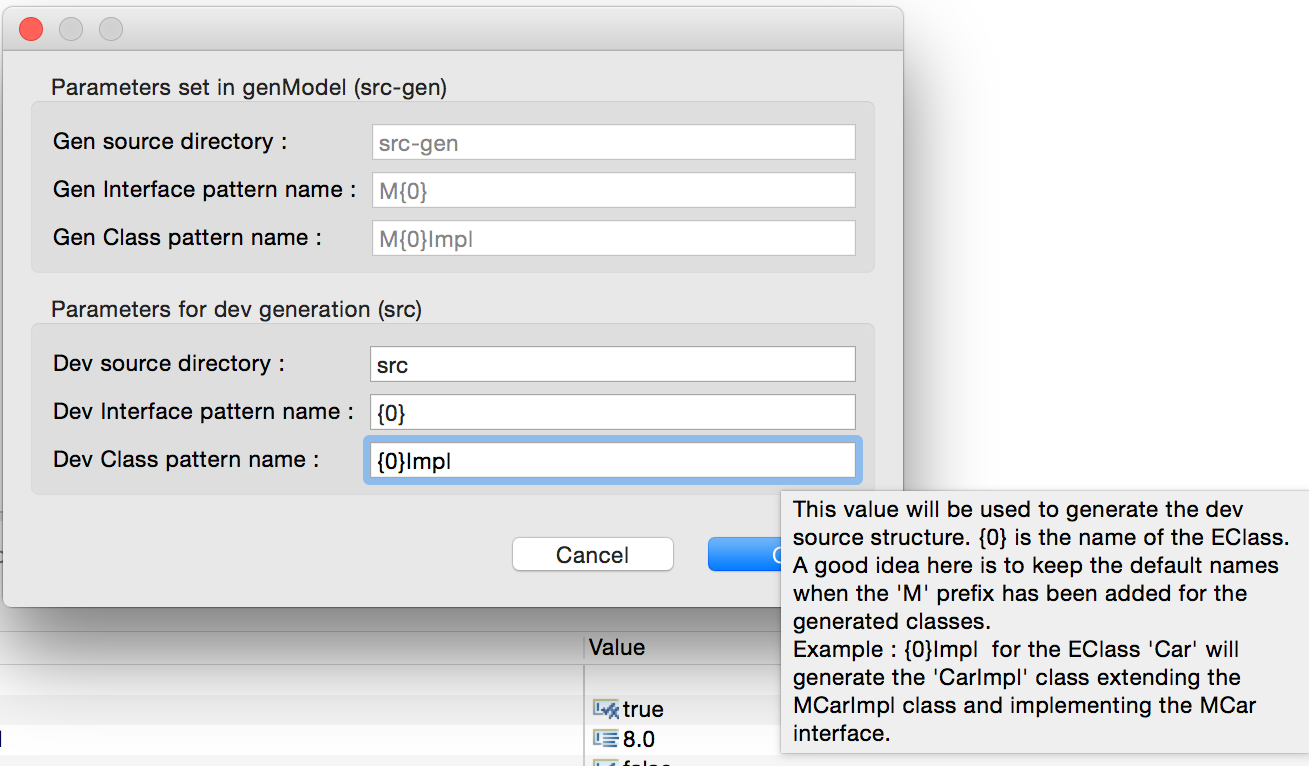 Parameters set in genModel (src-gen)
Gen source directory : src-gen
Gen Interface pattern name : M{0}
Gen Class pattern name : M{0}Impl
Parameters for dev generation (src)
Dev source directory : src
Dev Interface pattern name : {0}
Dev Class pattern name : {0}Impl
Cancel
This value will be used to generate the dev
source structure. {0} is the name of the EClass.
A good idea here is to keep the default names
when the 'M' prefix has been added for the
generated classes.
Example : {0}Impl  for the EClass 'Car' will
generate the 'CarImpl' class extending the
MCarImpl class and implementing the MCar
interface.
Value
true
8.0
false